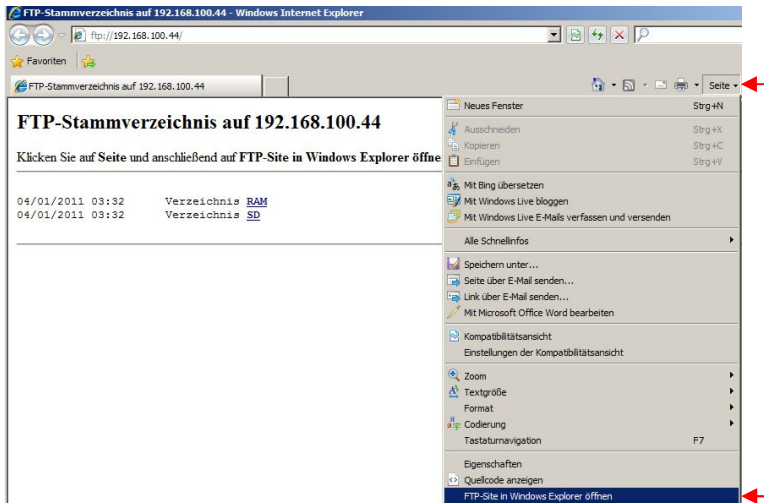 FTP-Stammverzeichnis auf 192.168.100.44 - Windows Internet Explorer
ftp://192.168.100.44/
Favoriten
FTP-Stammverzeichnis auf 192.168.100.44
Seite
FTP-Stammverzeichnis auf 192.168.100.44
Klicken Sie auf Seite und anschließend auf FTP-Site in Windows Explorer öffne
04/01/2011 03:32 Verzeichnis RAM
04/01/2011 03:32 Verzeichnis SD
Neues Fenster Strg+N
Ausschneiden Strg+X
Kopieren Strg+C
Einfügen Strg+V
Mit Bing übersetzen
Mit Windows Live bloggen
Mit Windows Live E-Mails verfassen und versenden
Alle Schnellinfos
Speichern unter...
Seite über E-Mail senden...
Link über E-Mail senden...
Mit Microsoft Office Word bearbeiten
Kompatibilitätsansicht
Einstellungen der Kompatibilitätsansicht
Zoom
Textgröße
Format
Codierung
Tastaturnavigation F7
Eigenschaften
Quellcode anzeigen
FTP-Site in Windows Explorer öffnen